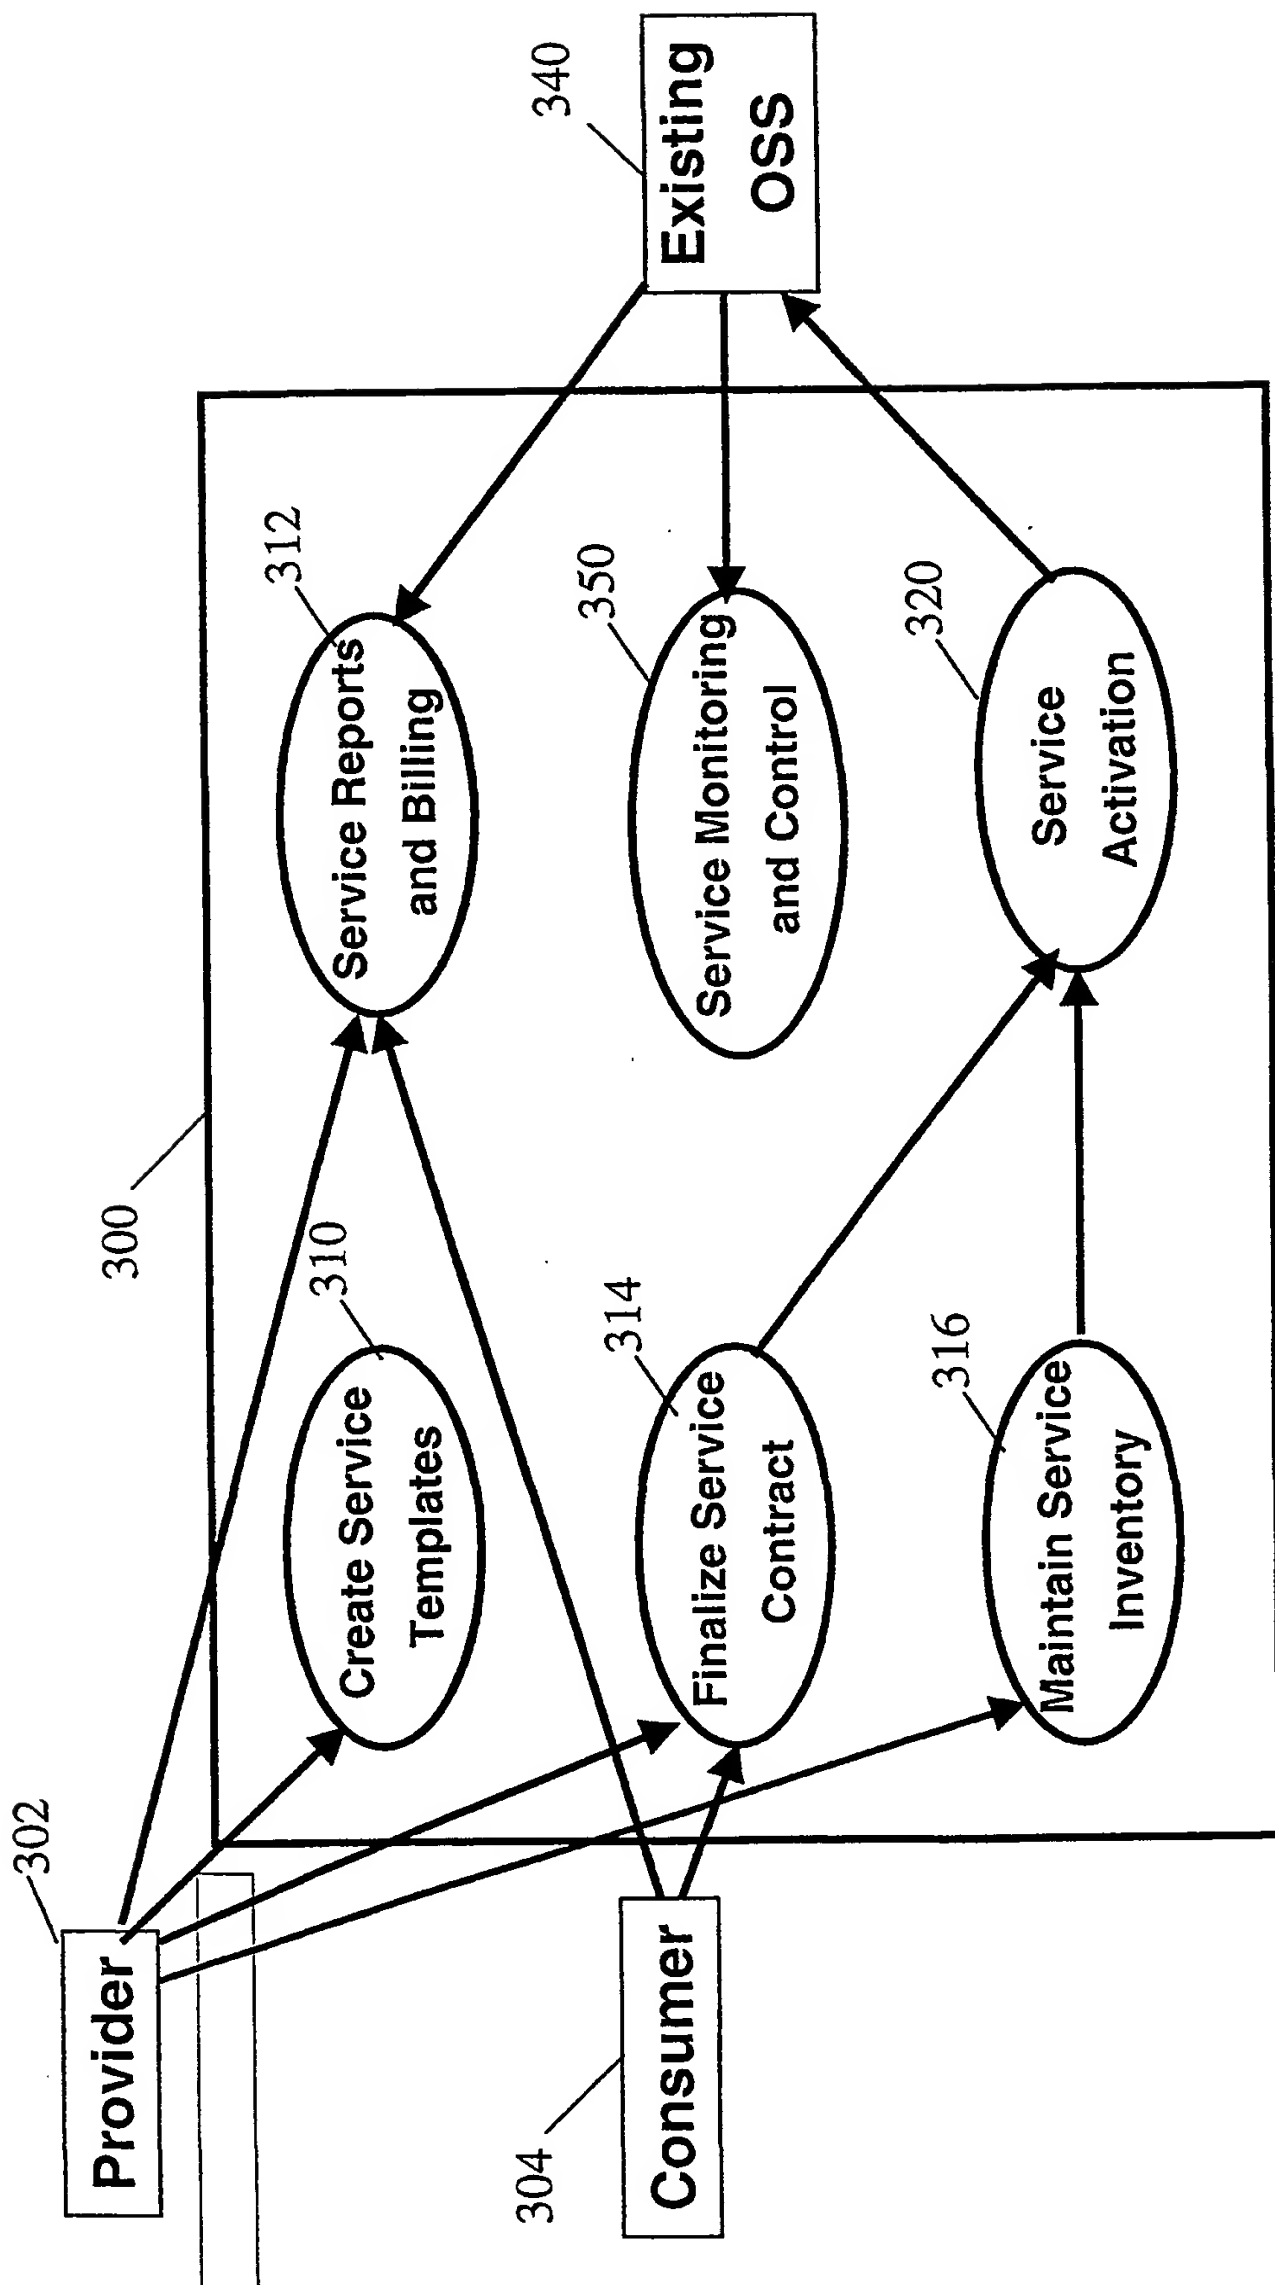 302
Provider
300
312
Service Reports
and Billing
310
Create Service
Templates
340
Existing
OSS
350
Service Monitoring
and Control
314
Finalize Service
Contract
304
Consumer
320
Service
Activation
316
Maintain Service
Inventory